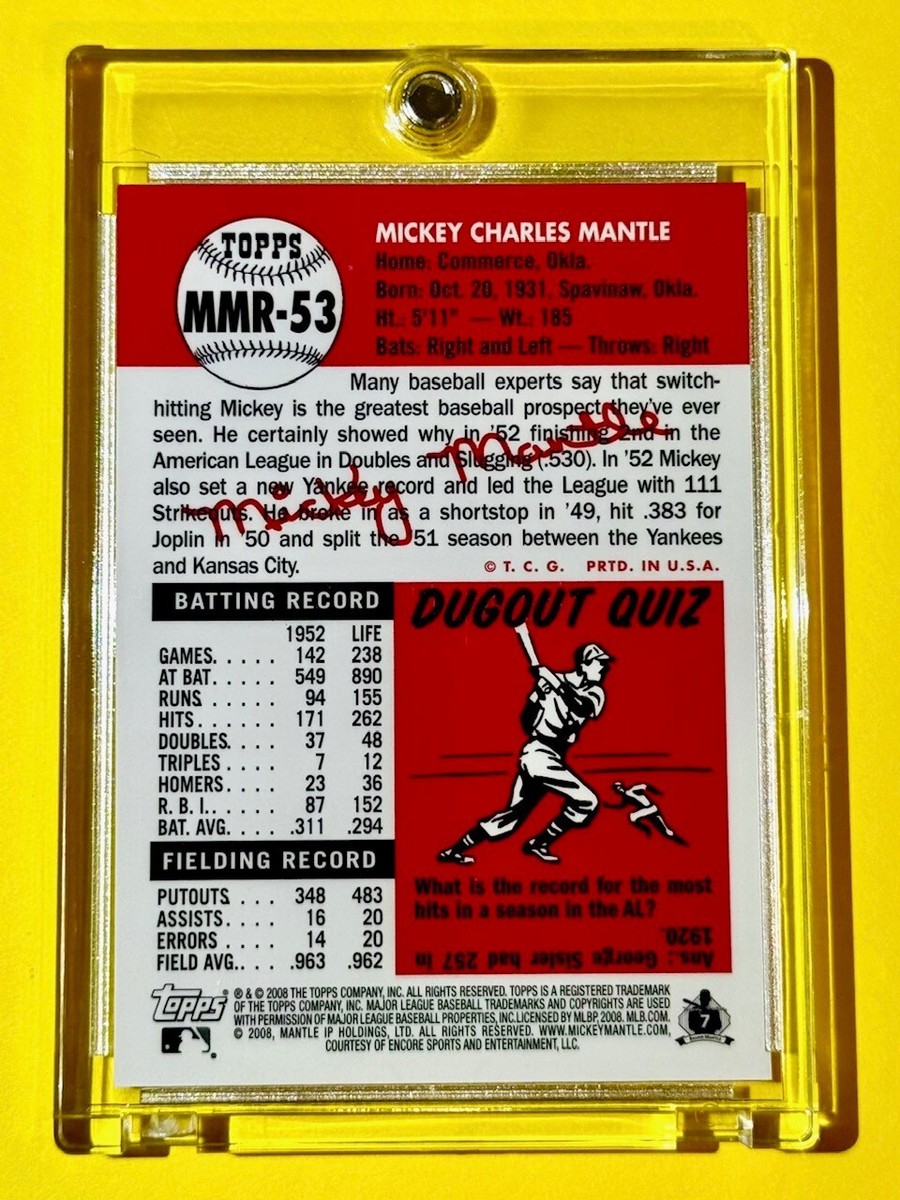 TOPPS
MMR-53
MICKEY CHARLES MANTLE
Home: Commerce, Okla.
Born: Oct. 20, 1931, Spavinaw, Okla.
Ht.: 5'11" — Wt.: 185
Bats: Right and Left — Throws: Right
Many baseball experts say that switch-
hitting Mickey is the greatest baseball prospect they've ever
seen. He certainly showed why in '52 finishing 2nd in the
American League in Doubles and Slugging (.530). In '52 Mickey
also set a new Yankee record and led the League with 111
Strikeouts. He broke in as a shortstop in '49, hit .383 for
Joplin in '50 and split the '51 season between the Yankees
and Kansas City.
Mickey Mantle
© T. C. G. PRTD. IN U.S.A.
BATTING RECORD
1952 LIFE
GAMES. . . . . 142 238
AT BAT. . . . . 549 890
RUNS. . . . . 94 155
HITS . . . . . . 171 262
DOUBLES. . . . 37 48
TRIPLES . . . . 7 12
HOMERS . . . . 23 36
R. B. I.. . . . . 87 152
BAT. AVG. . . . . .311 .294
FIELDING RECORD
PUTOUTS . . . . 348 483
ASSISTS . . . . 16 20
ERRORS . . . . 14 20
FIELD AVG.. . . . .963 .962
DUGOUT QUIZ
What is the record for the most
hits in a season in the AL?
Ans.: George Sisler had 257 in
1920.
Topps
® & © 2008 THE TOPPS COMPANY, INC. ALL RIGHTS RESERVED. TOPPS IS A REGISTERED TRADEMARK
OF THE TOPPS COMPANY, INC. MAJOR LEAGUE BASEBALL TRADEMARKS AND COPYRIGHTS ARE USED
WITH PERMISSION OF MAJOR LEAGUE BASEBALL PROPERTIES, INC. LICENSED BY MLBP, 2008. MLB.COM.
© 2008, MANTLE IP HOLDINGS, LTD. ALL RIGHTS RESERVED. WWW.MICKEYMANTLE.COM,
COURTESY OF ENCORE SPORTS AND ENTERTAINMENT, LLC.
7